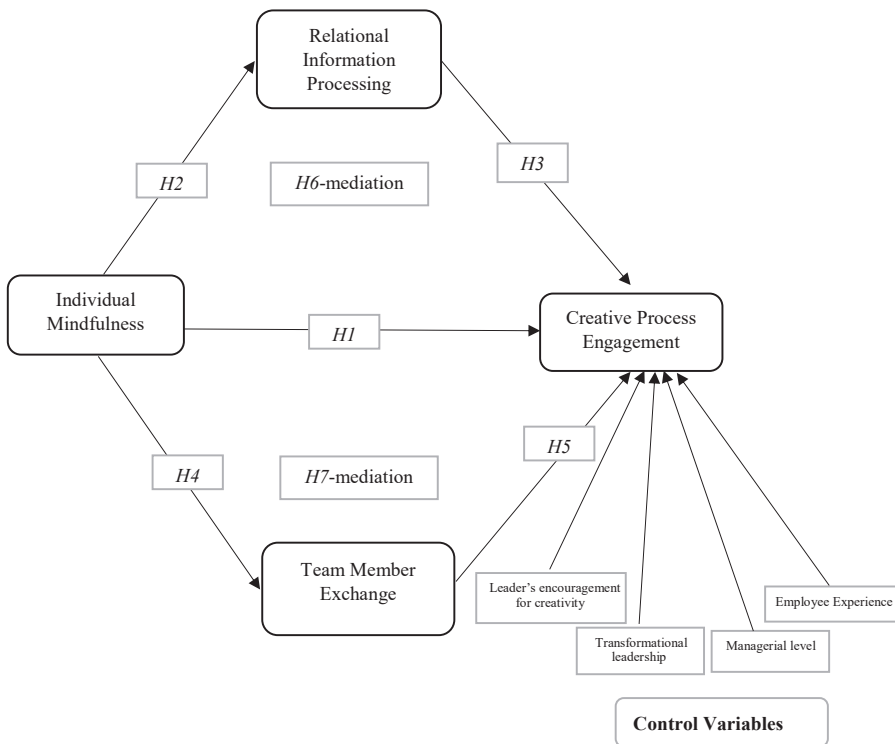 Relational
Information
Processing
H2
H6-mediation
H3
Individual
Mindfulness
H1
Creative Process
Engagement
H4
H7-mediation
H5
Team Member
Exchange
Leader's encouragement
for creativity
Transformational
leadership
Managerial level
Employee Experience
Control Variables